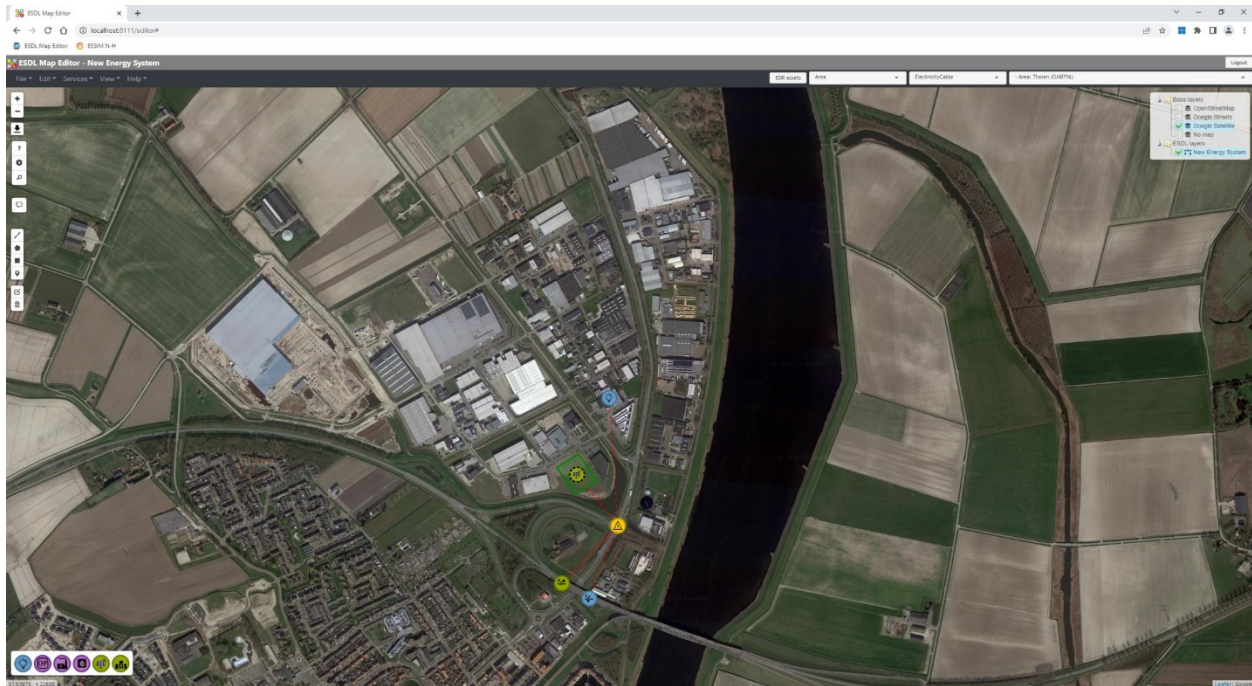 ESDL Map Editor
localhost:8111/editor#
ESDL Map Editor ESSIM N-H
ESDL Map Editor - New Energy System Logout
File Edit Services View Help EDR assets Area ElectricityCable - Area: Tholen (GM0716)
Base layers
OpenStreetMap
Google Streets
Google Satellite
No map
ESDL layers
New Energy System
Leaflet | Google